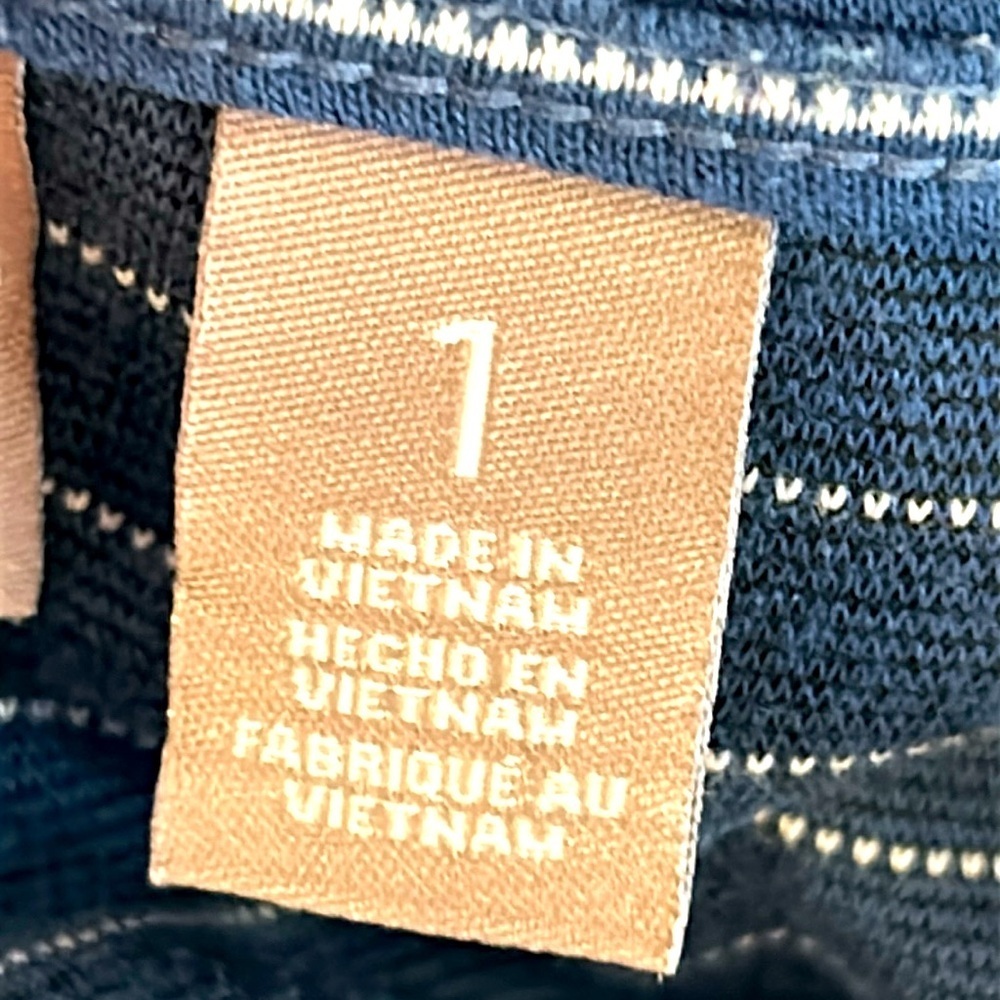 1
MADE IN
VIETNAM
HECHO EN
VIETNAM
FABRIQUÉ AU
VIETNAM